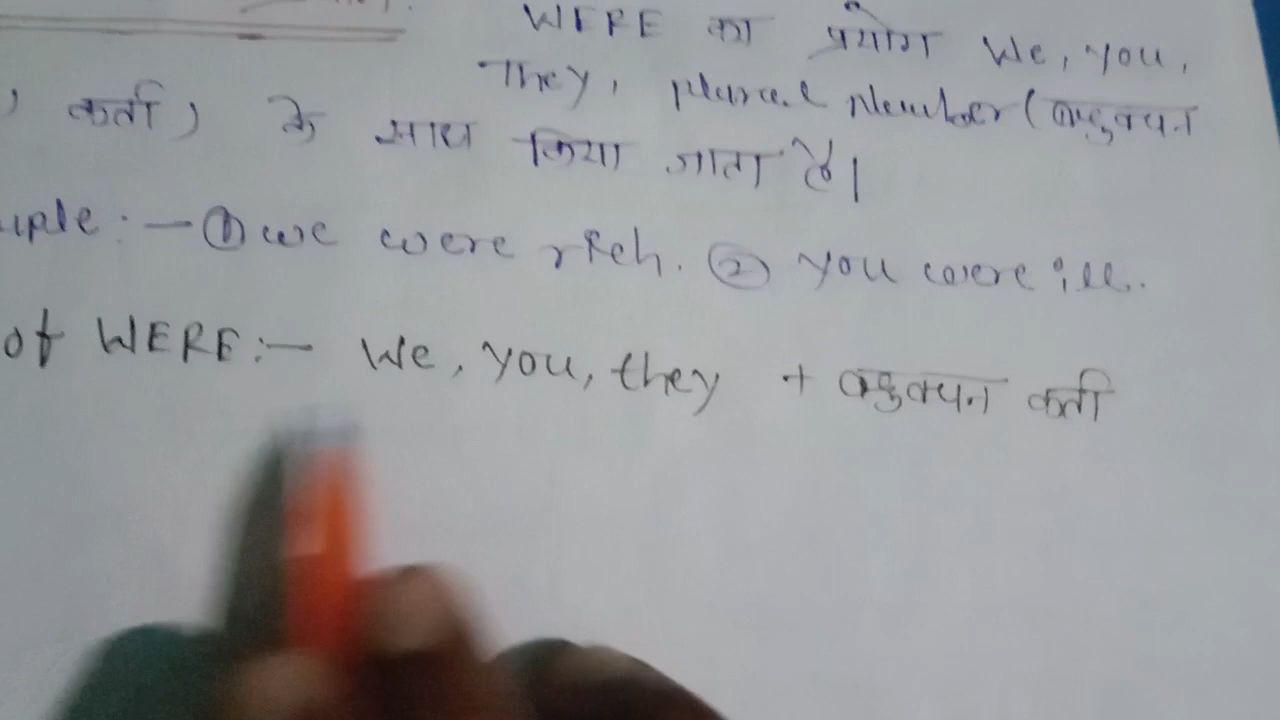 WERE का प्रयोग We, you,
They, plural Number (बहुवचन
, कर्ता) के साथ किया जाता है।
mple :- ① we were rich. ② you were ill.
of WERE :- We, you, they + बहुवचन कर्ता